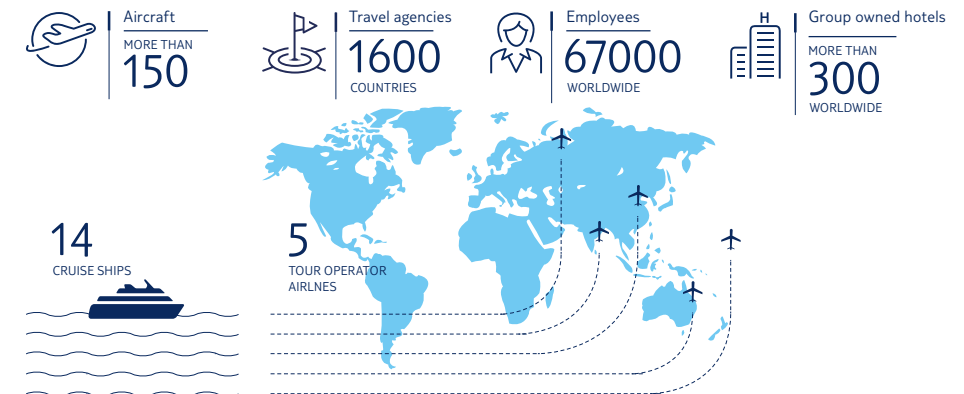 Aircraft
MORE THAN
150
Travel agencies
1600
COUNTRIES
Employees
67000
WORLDWIDE
H
Group owned hotels
MORE THAN
300
WORLDWIDE
14
CRUISE SHIPS
5
TOUR OPERATOR
AIRLNES